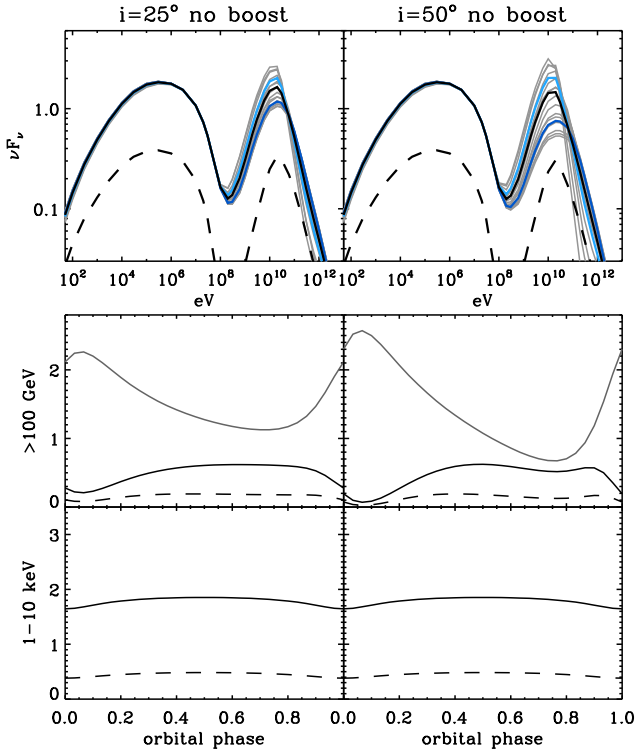 i=25° no boost i=50° no boost
νFν
1.0
0.1
10² 10⁴ 10⁶ 10⁸ 10¹⁰ 10¹² 10² 10⁴ 10⁶ 10⁸ 10¹⁰ 10¹²
eV eV
>100 GeV
2
1
0
1−10 keV
3
2
1
0
0.0 0.2 0.4 0.6 0.8 0.0 0.2 0.4 0.6 0.8 1.0
orbital phase orbital phase